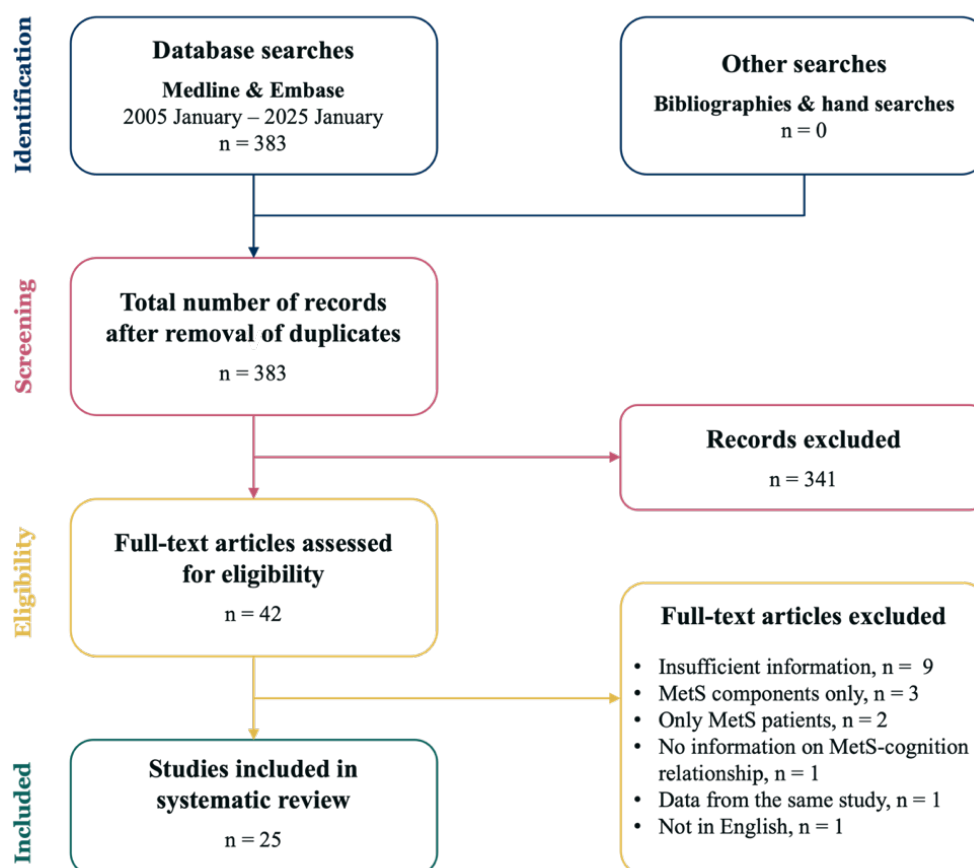 Identification
Database searches
Medline & Embase
2005 January – 2025 January
n = 383
Other searches
Bibliographies & hand searches
n = 0
Screening
Total number of records
after removal of duplicates
n = 383
Records excluded
n = 341
Eligibility
Full-text articles assessed
for eligibility
n = 42
Full-text articles excluded
• Insufficient information, n = 9
• MetS components only, n = 3
• Only MetS patients, n = 2
• No information on MetS-cognition
relationship, n = 1
• Data from the same study, n = 1
• Not in English, n = 1
Included
Studies included in
systematic review
n = 25